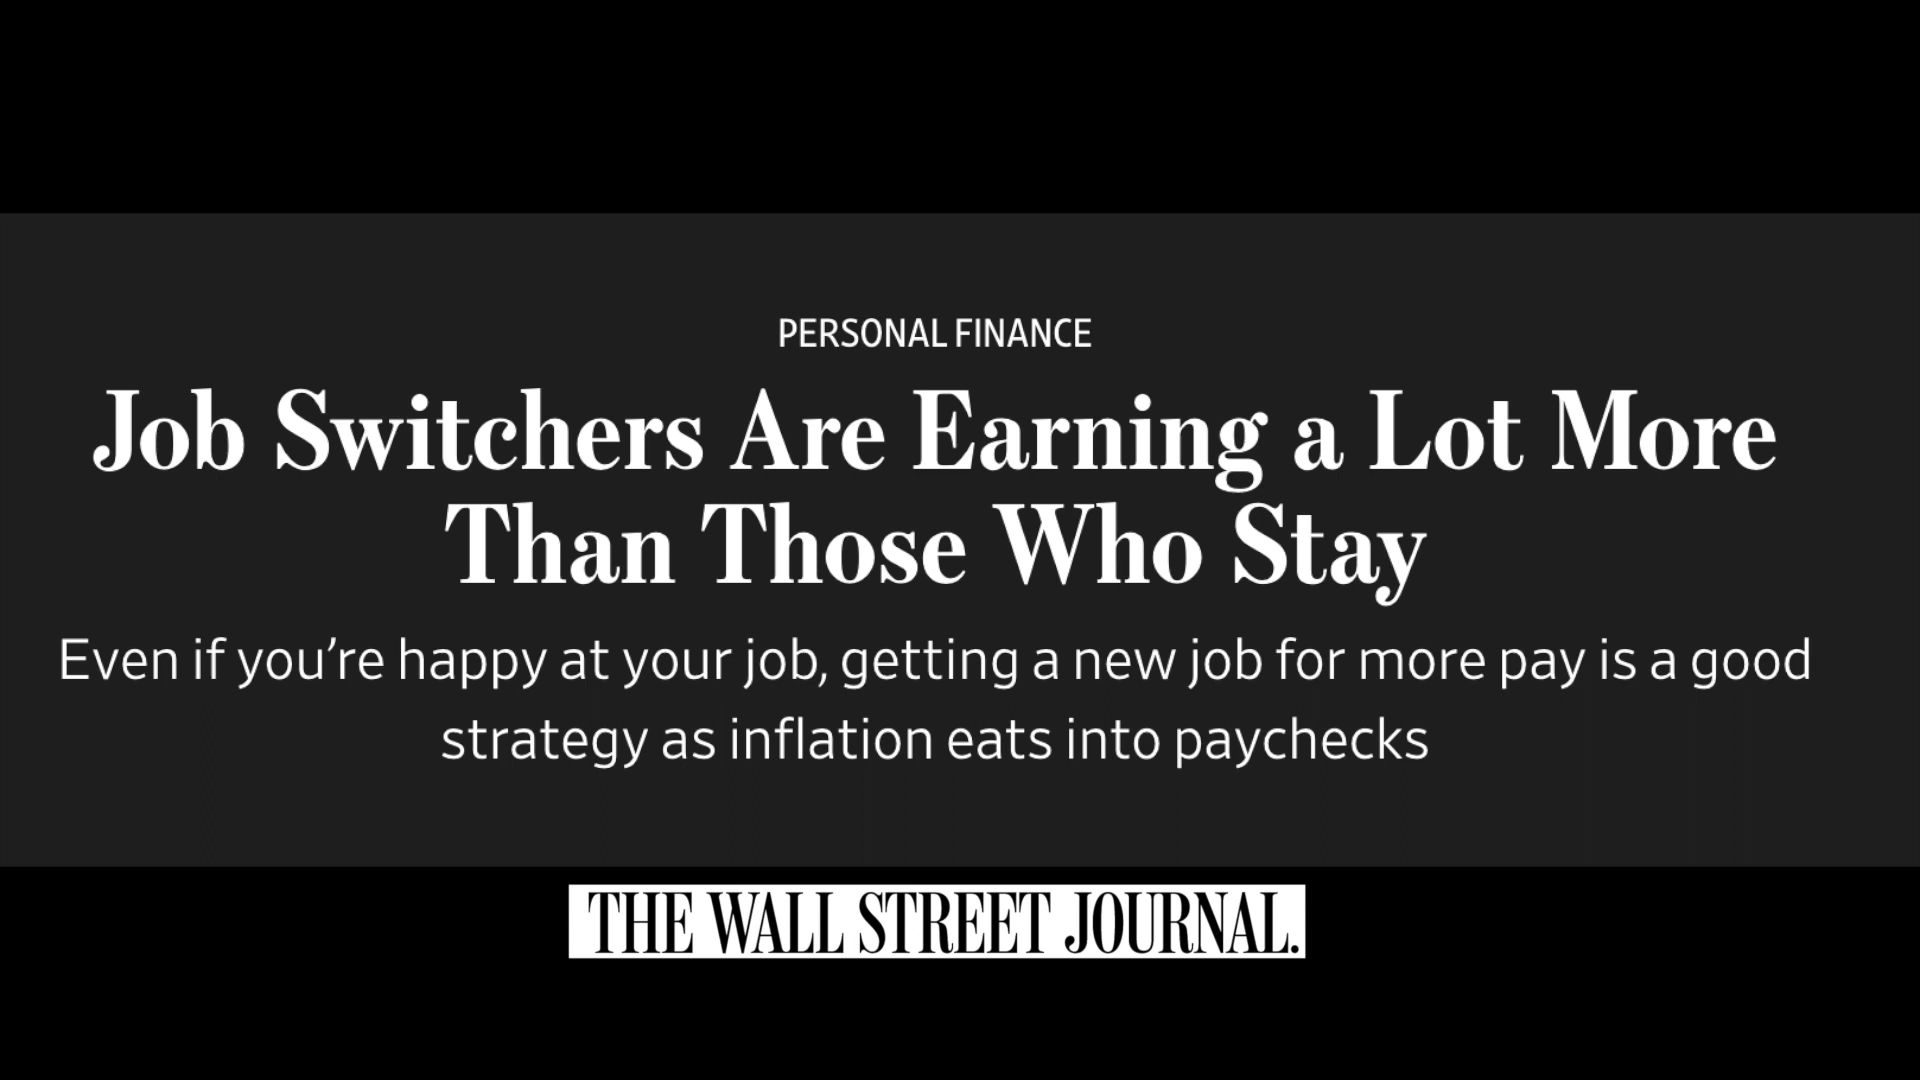 PERSONAL FINANCE
Job Switchers Are Earning a Lot More
Than Those Who Stay
Even if you’re happy at your job, getting a new job for more pay is a good
strategy as inflation eats into paychecks
THE WALL STREET JOURNAL.